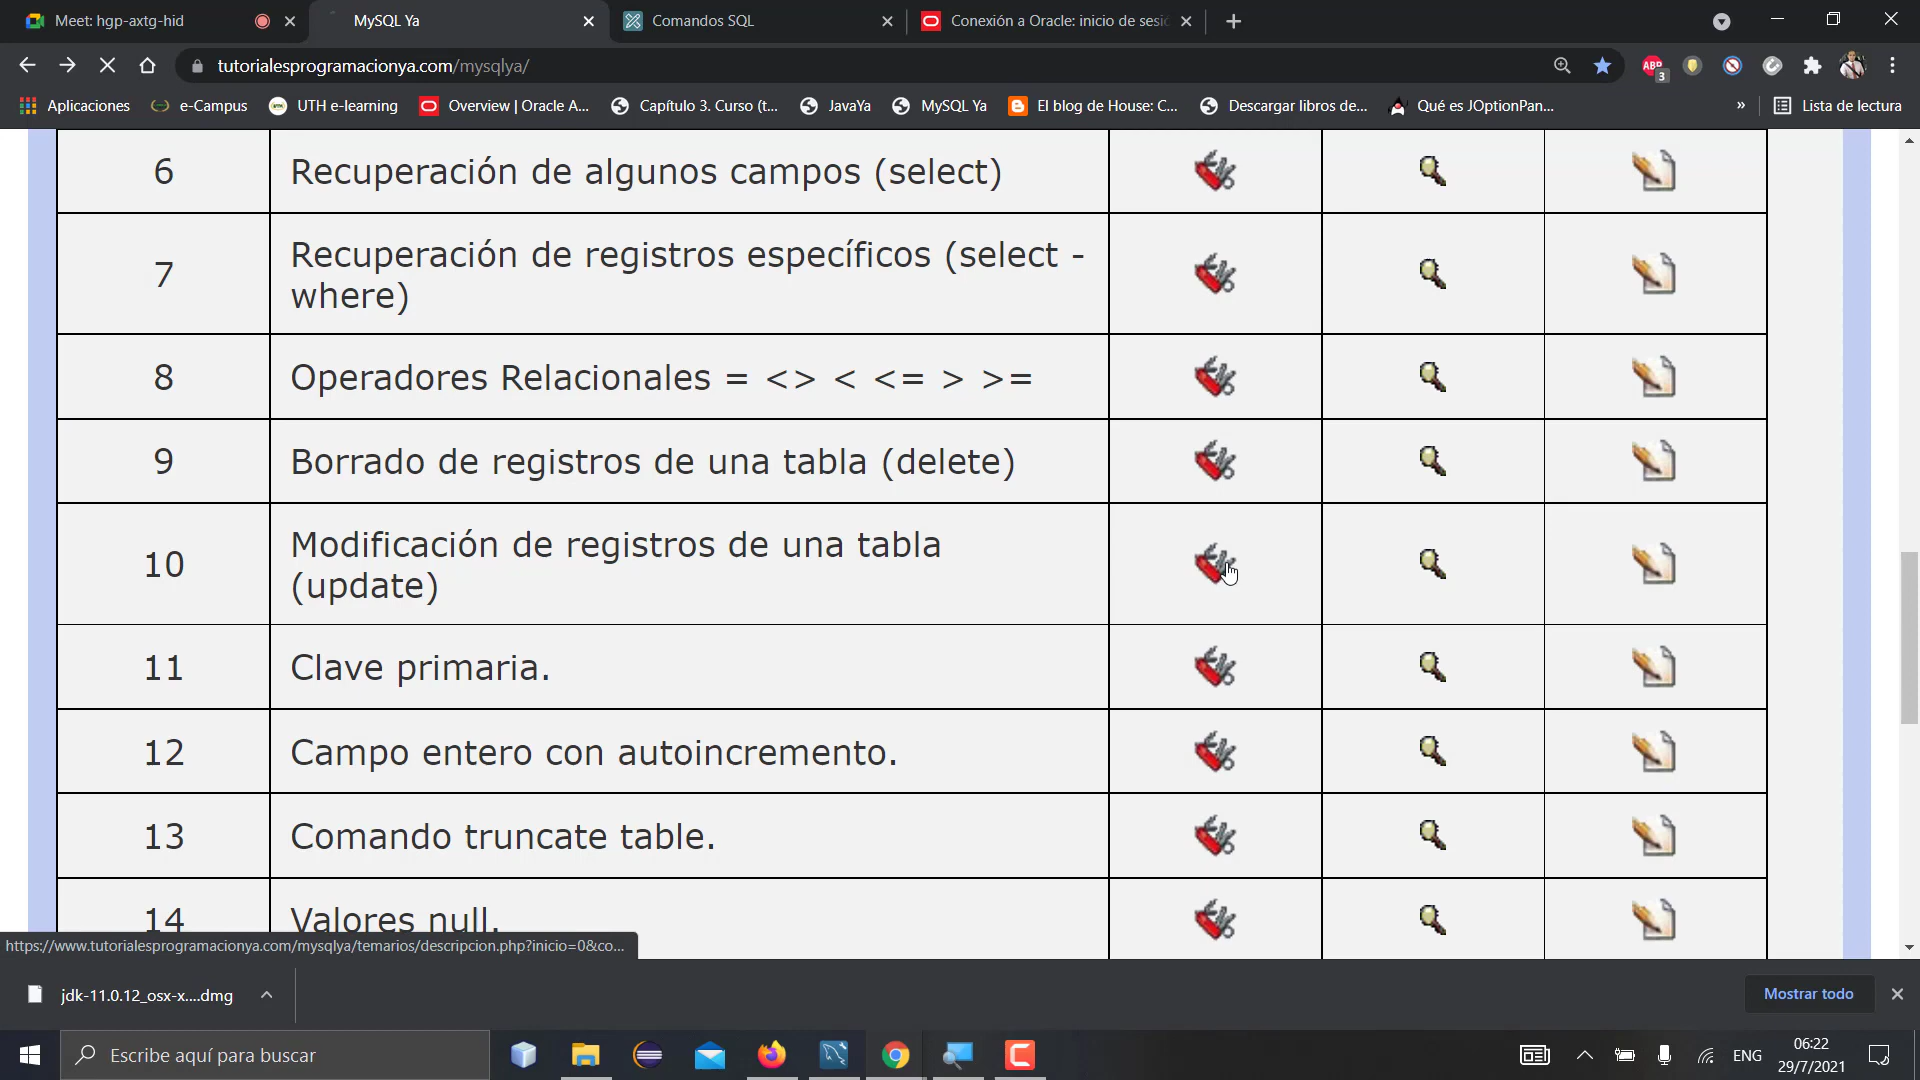 Meet: hgp-axtg-hid
MySQL Ya
Comandos SQL
Conexión a Oracle: inicio de sesi
tutorialesprogramacionya.com/mysqlya/
ABP
3
Aplicaciones
e-Campus
UTH e-learning
Overview | Oracle A...
Capítulo 3. Curso (t...
JavaYa
MySQL Ya
El blog de House: C...
Descargar libros de...
Qué es JOptionPan...
»
Lista de lectura
6
Recuperación de algunos campos (select)
7
Recuperación de registros específicos (select -
where)
8
Operadores Relacionales = <> < <= > >=
9
Borrado de registros de una tabla (delete)
10
Modificación de registros de una tabla
(update)
11
Clave primaria.
12
Campo entero con autoincremento.
13
Comando truncate table.
14
Valores null.
https://www.tutorialesprogramacionya.com/mysqlya/temarios/descripcion.php?inicio=0&co...
jdk-11.0.12_osx-x....dmg
Mostrar todo
Escribe aquí para buscar
ENG
06:22
29/7/2021